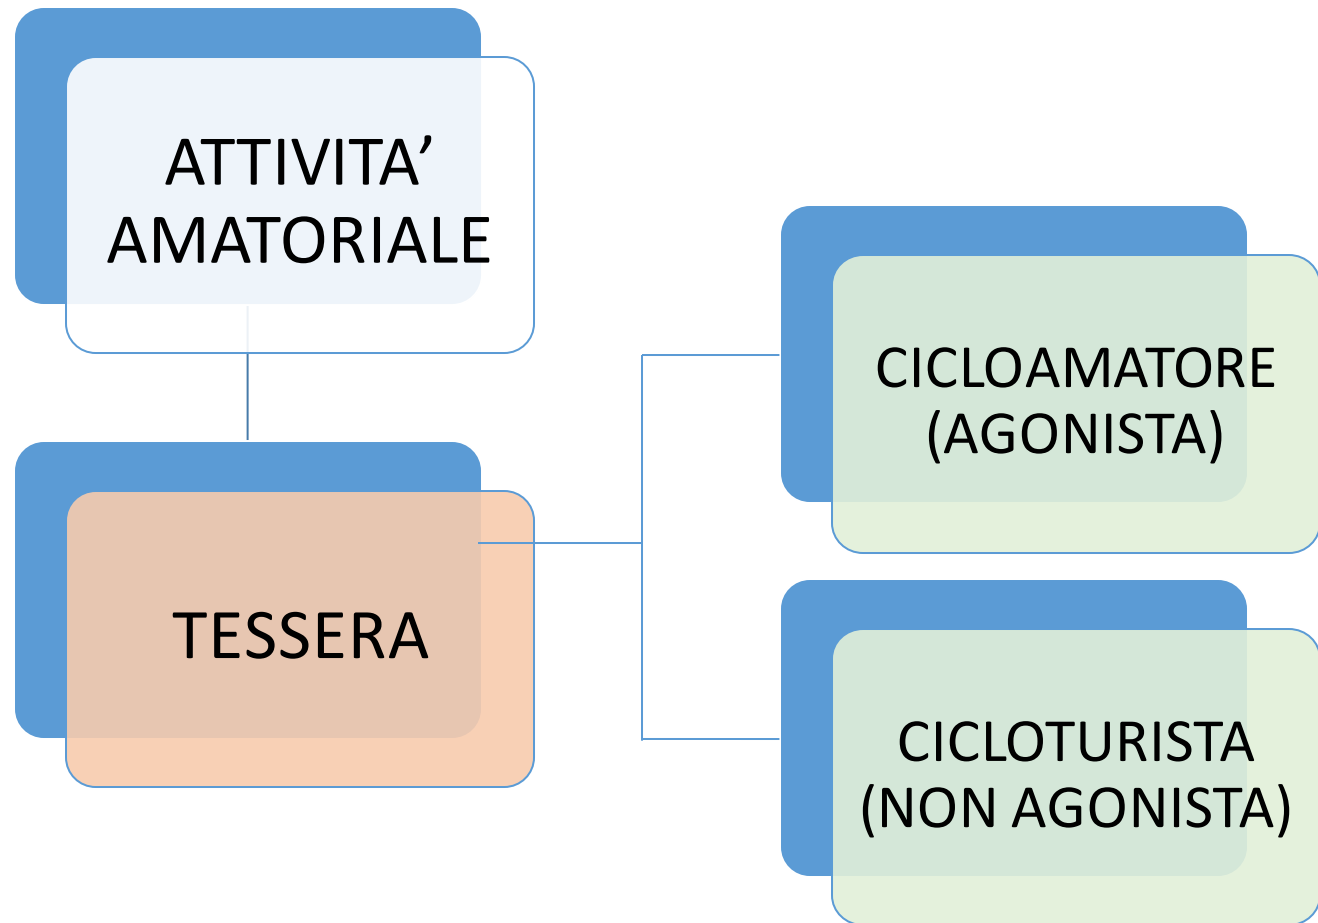 ATTIVITA’
AMATORIALE
TESSERA
CICLOAMATORE
(AGONISTA)
CICLOTURISTA
(NON AGONISTA)